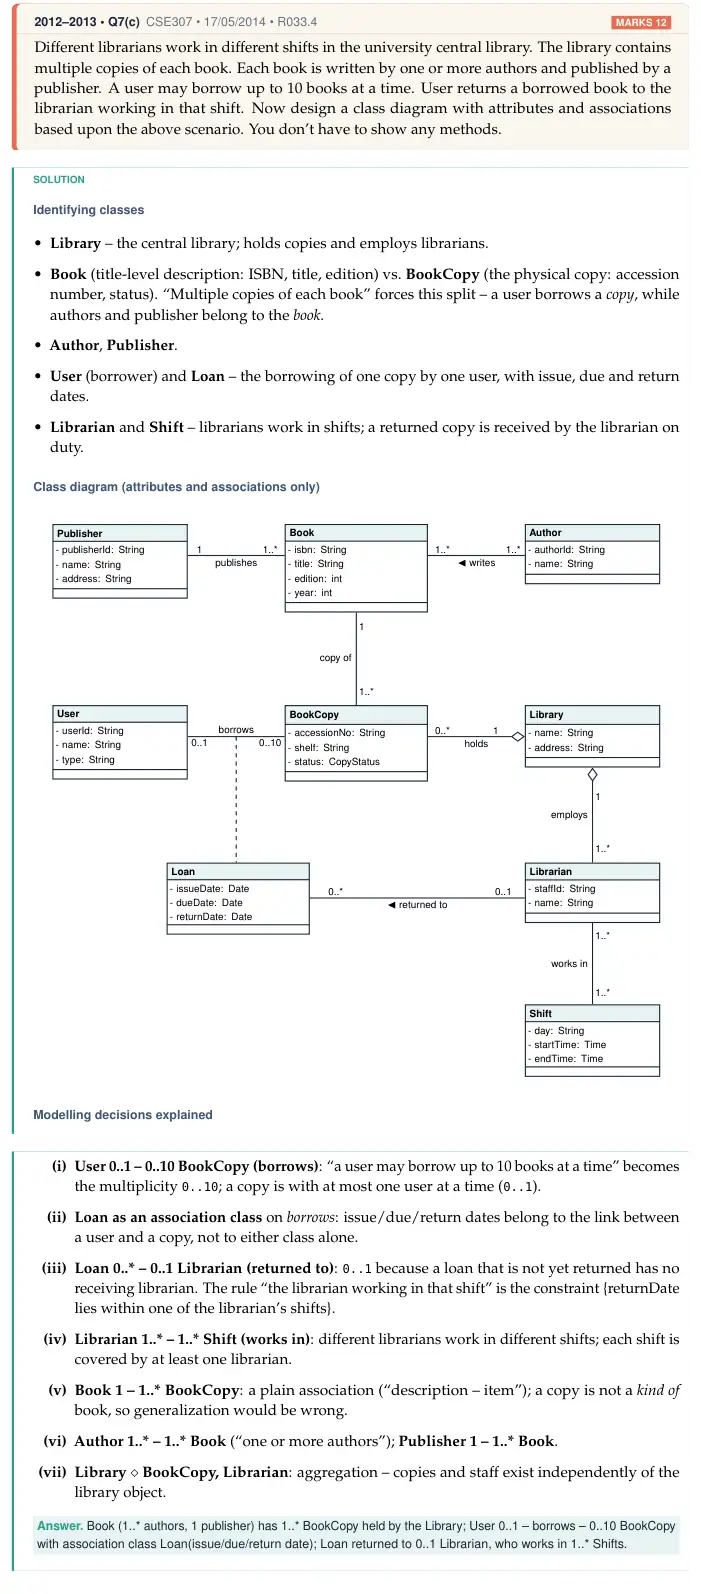 2012–2013 • Q7(c) CSE307 • 17/05/2014 • R033.4
MARKS 12
Different librarians work in different shifts in the university central library. The library contains
multiple copies of each book. Each book is written by one or more authors and published by a
publisher. A user may borrow up to 10 books at a time. User returns a borrowed book to the
librarian working in that shift. Now design a class diagram with attributes and associations
based upon the above scenario. You don't have to show any methods.
SOLUTION
Identifying classes
• Library – the central library; holds copies and employs librarians.
• Book (title-level description: ISBN, title, edition) vs. BookCopy (the physical copy: accession
number, status). “Multiple copies of each book” forces this split – a user borrows a copy, while
authors and publisher belong to the book.
• Author, Publisher.
• User (borrower) and Loan – the borrowing of one copy by one user, with issue, due and return
dates.
• Librarian and Shift – librarians work in shifts; a returned copy is received by the librarian on
duty.
Class diagram (attributes and associations only)
Publisher
- publisherId: String
- name: String
- address: String
1
1..*
publishes
Book
- isbn: String
- title: String
- edition: int
- year: int
1..*
1..*
◀ writes
Author
- authorId: String
- name: String
1
copy of
1..*
User
- userId: String
- name: String
- type: String
borrows
0..1
0..10
BookCopy
- accessionNo: String
- shelf: String
- status: CopyStatus
0..*
1
holds
Library
- name: String
- address: String
1
employs
1..*
Loan
- issueDate: Date
- dueDate: Date
- returnDate: Date
0..*
0..1
◀ returned to
Librarian
- staffId: String
- name: String
1..*
works in
1..*
Shift
- day: String
- startTime: Time
- endTime: Time
Modelling decisions explained
(i) User 0..1 – 0..10 BookCopy (borrows): “a user may borrow up to 10 books at a time” becomes
the multiplicity 0..10; a copy is with at most one user at a time (0..1).
(ii) Loan as an association class on borrows: issue/due/return dates belong to the link between
a user and a copy, not to either class alone.
(iii) Loan 0..* – 0..1 Librarian (returned to): 0..1 because a loan that is not yet returned has no
receiving librarian. The rule “the librarian working in that shift” is the constraint {returnDate
lies within one of the librarian's shifts}.
(iv) Librarian 1..* – 1..* Shift (works in): different librarians work in different shifts; each shift is
covered by at least one librarian.
(v) Book 1 – 1..* BookCopy: a plain association (“description – item”); a copy is not a kind of
book, so generalization would be wrong.
(vi) Author 1..* – 1..* Book (“one or more authors”); Publisher 1 – 1..* Book.
(vii) Library ⋄ BookCopy, Librarian: aggregation – copies and staff exist independently of the
library object.
Answer. Book (1..* authors, 1 publisher) has 1..* BookCopy held by the Library; User 0..1 – borrows – 0..10 BookCopy
with association class Loan(issue/due/return date); Loan returned to 0..1 Librarian, who works in 1..* Shifts.